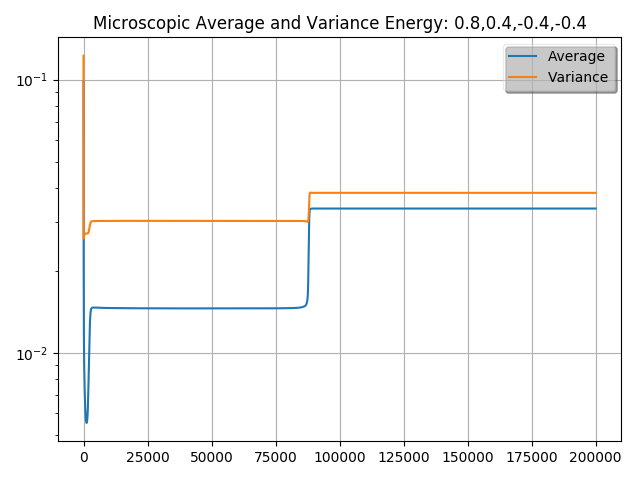 Microscopic Average and Variance Energy: 0.8,0.4,-0.4,-0.4
Average
Variance
10⁻¹
10⁻²
0 25000 50000 75000 100000 125000 150000 175000 200000